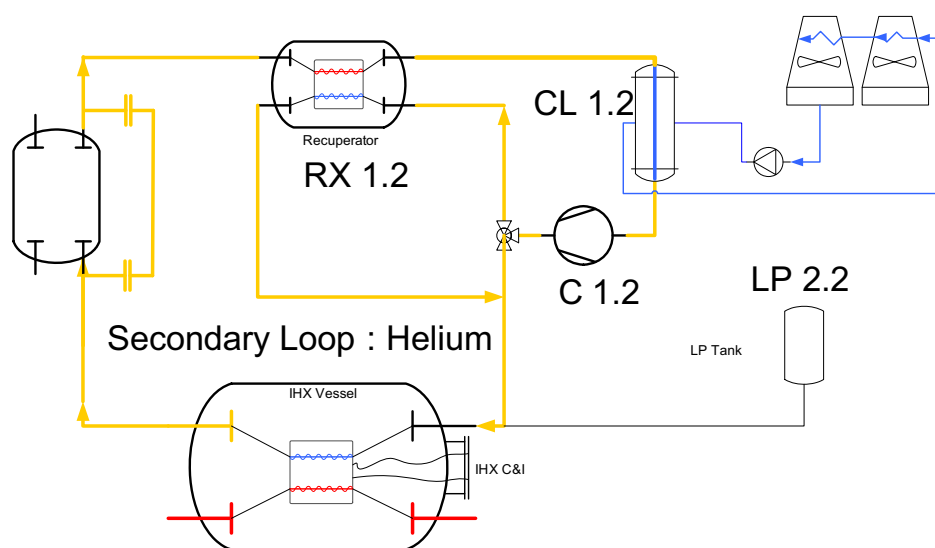 CL 1.2
Recuperator
RX 1.2
C 1.2
LP 2.2
Secondary Loop : Helium
LP Tank
IHX Vessel
IHX C&I